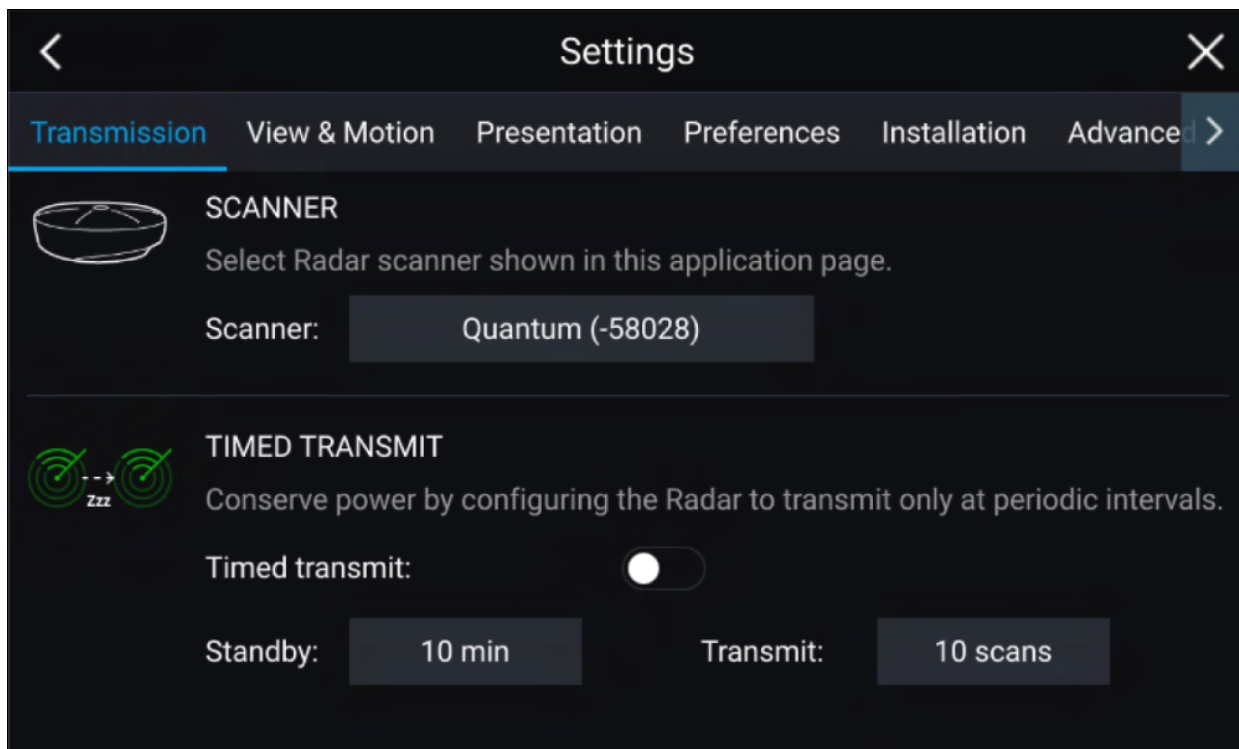 Settings
Transmission View & Motion Presentation Preferences Installation Advanced
SCANNER
Select Radar scanner shown in this application page.
Scanner: Quantum (-58028)
TIMED TRANSMIT
Zzz
Conserve power by configuring the Radar to transmit only at periodic intervals.
Timed transmit:
Standby: 10 min Transmit: 10 scans